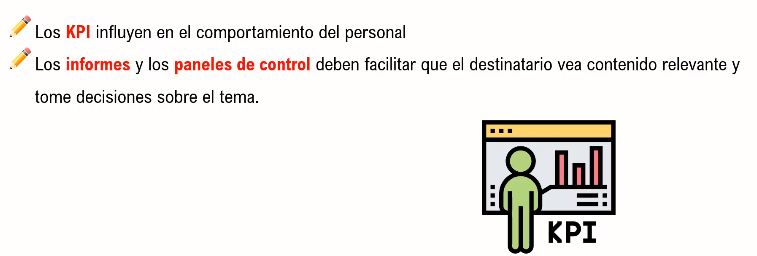 Los KPI influyen en el comportamiento del personal
Los informes y los paneles de control deben facilitar que el destinatario vea contenido relevante y
tome decisiones sobre el tema.
KPI